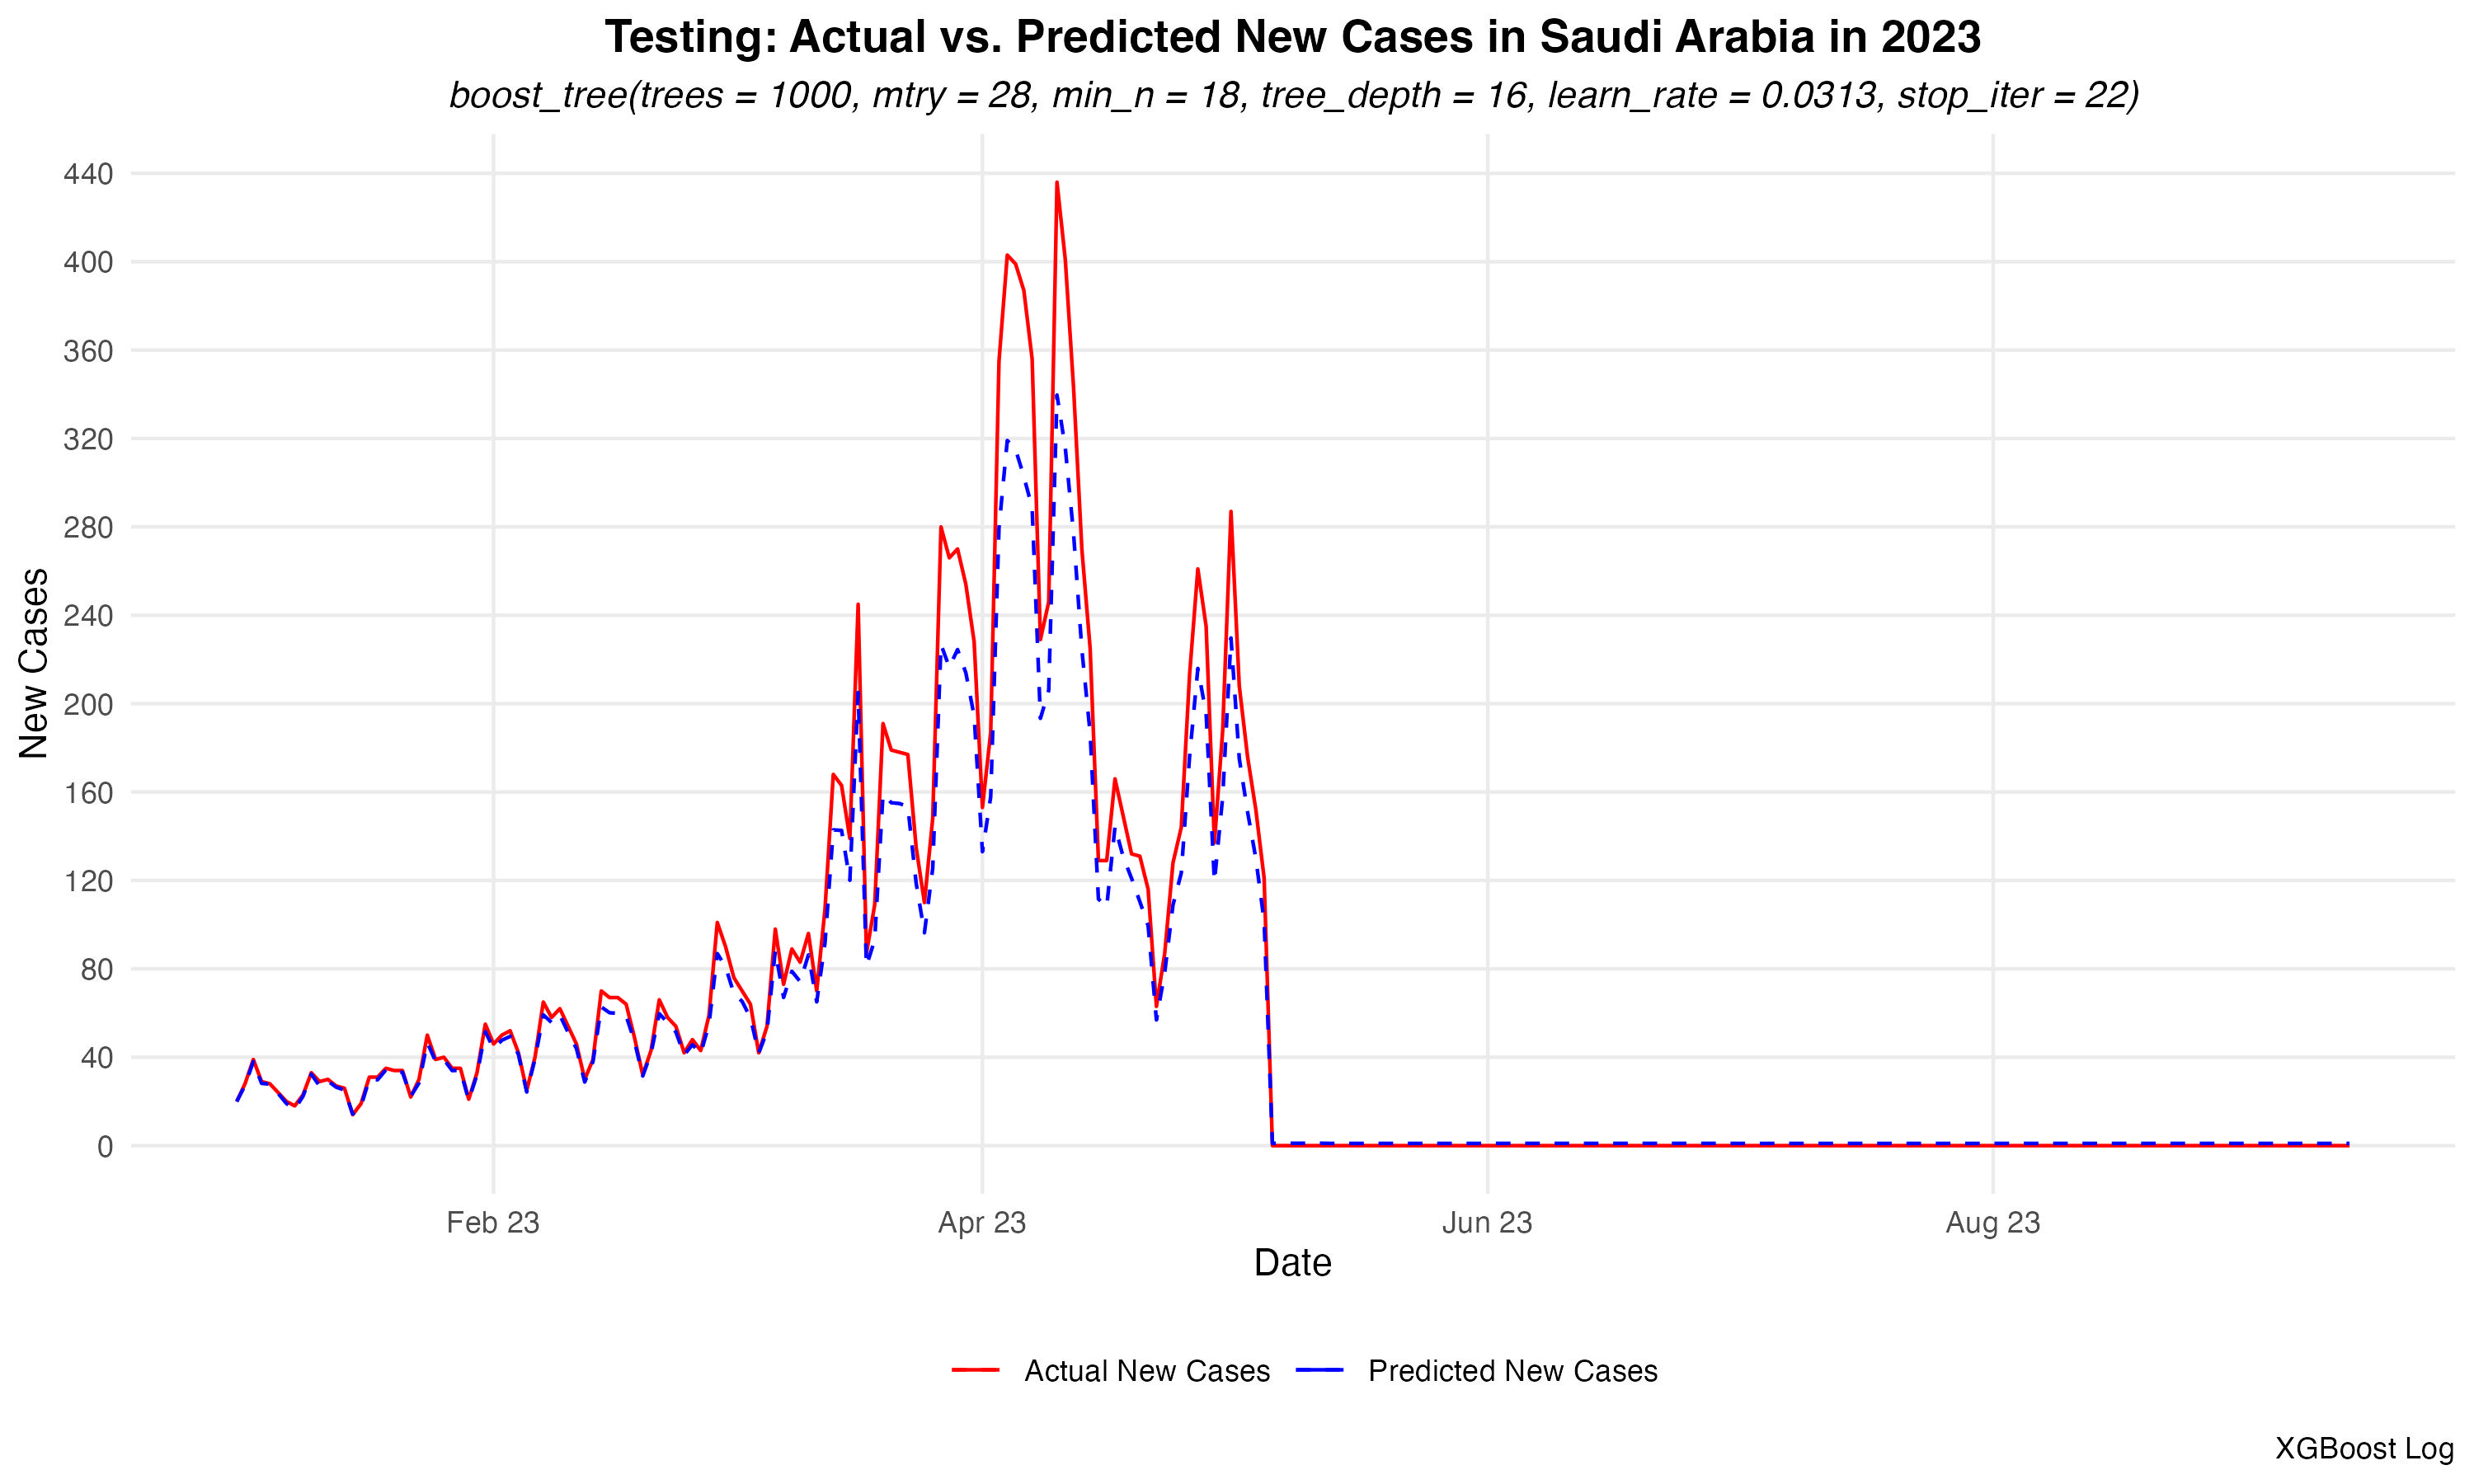 Testing: Actual vs. Predicted New Cases in Saudi Arabia in 2023
boost_tree(trees = 1000, mtry = 28, min_n = 18, tree_depth = 16, learn_rate = 0.0313, stop_iter = 22)
New Cases
440
400
360
320
280
240
200
160
120
80
40
0
Feb 23
Apr 23
Jun 23
Aug 23
Date
Actual New Cases
Predicted New Cases
XGBoost Log